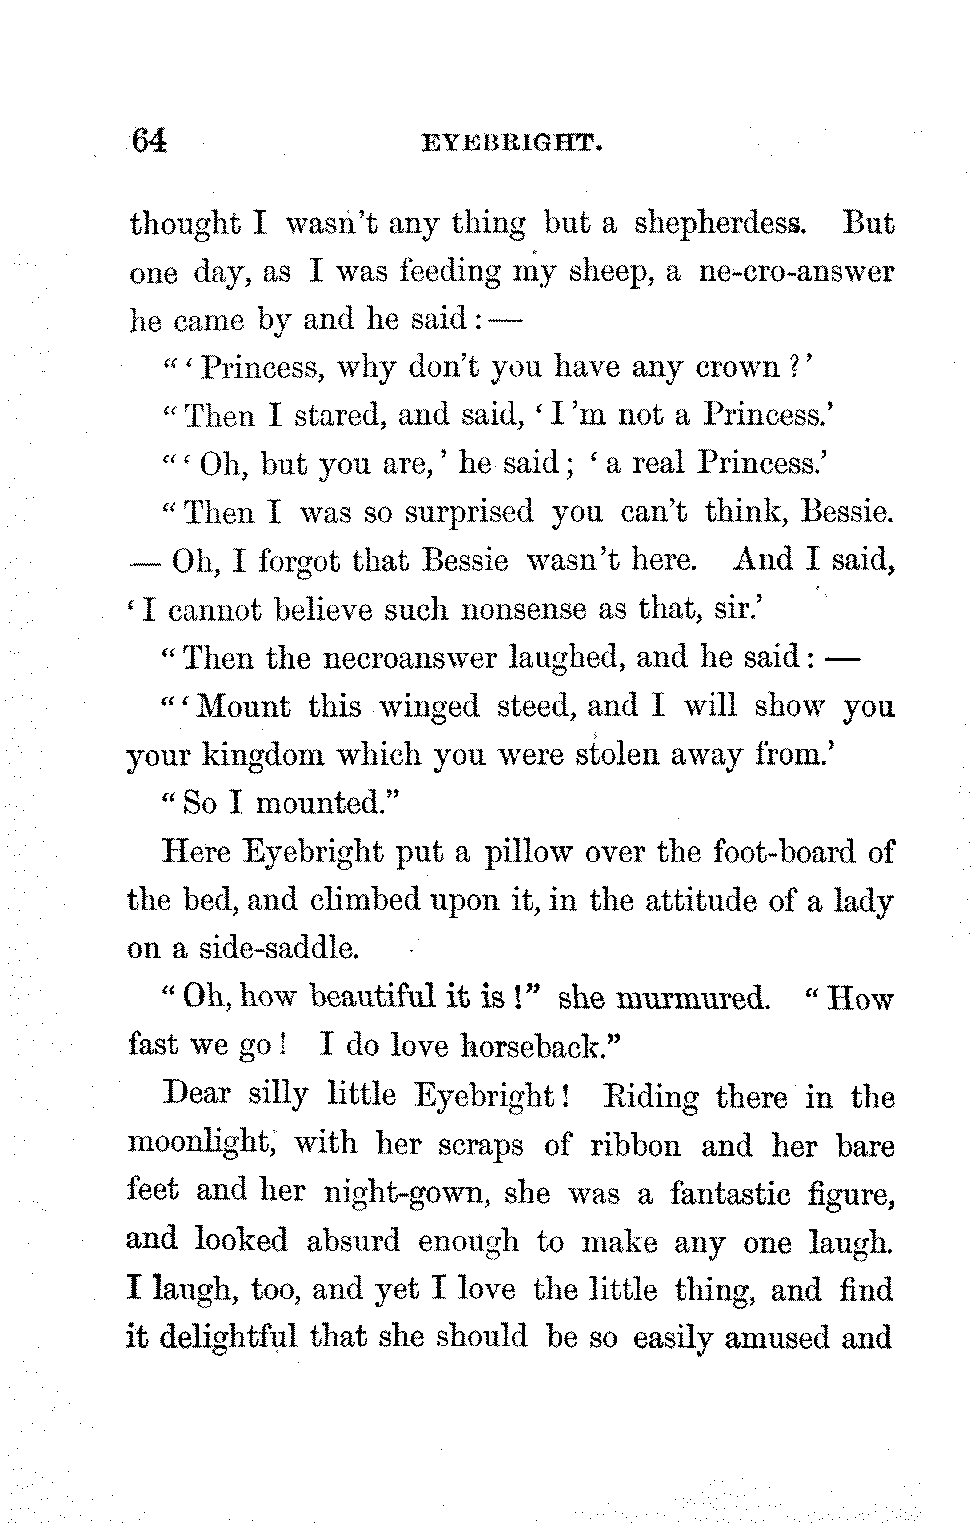 64 EYEBRIGHT.
thought I wasn't any thing but a shepherdess. But
one day, as I was feeding my sheep, a ne-cro-answer
he came by and he said: —
"'Princess, why don't you have any crown?'
"Then I stared, and said, 'I 'm not a Princess.'
"'Oh, but you are,' he said; 'a real Princess.'
"Then I was so surprised you can't think, Bessie.
— Oh, I forgot that Bessie wasn't here. And I said,
'I cannot believe such nonsense as that, sir.'
"Then the necroanswer laughed, and he said: —
"'Mount this winged steed, and I will show you
your kingdom which you were stolen away from.'
"So I mounted."
Here Eyebright put a pillow over the foot-board of
the bed, and climbed upon it, in the attitude of a lady
on a side-saddle.
"Oh, how beautiful it is!" she murmured. "How
fast we go! I do love horseback."
Dear silly little Eyebright! Riding there in the
moonlight, with her scraps of ribbon and her bare
feet and her night-gown, she was a fantastic figure,
and looked absurd enough to make any one laugh.
I laugh, too, and yet I love the little thing, and find
it delightful that she should be so easily amused and